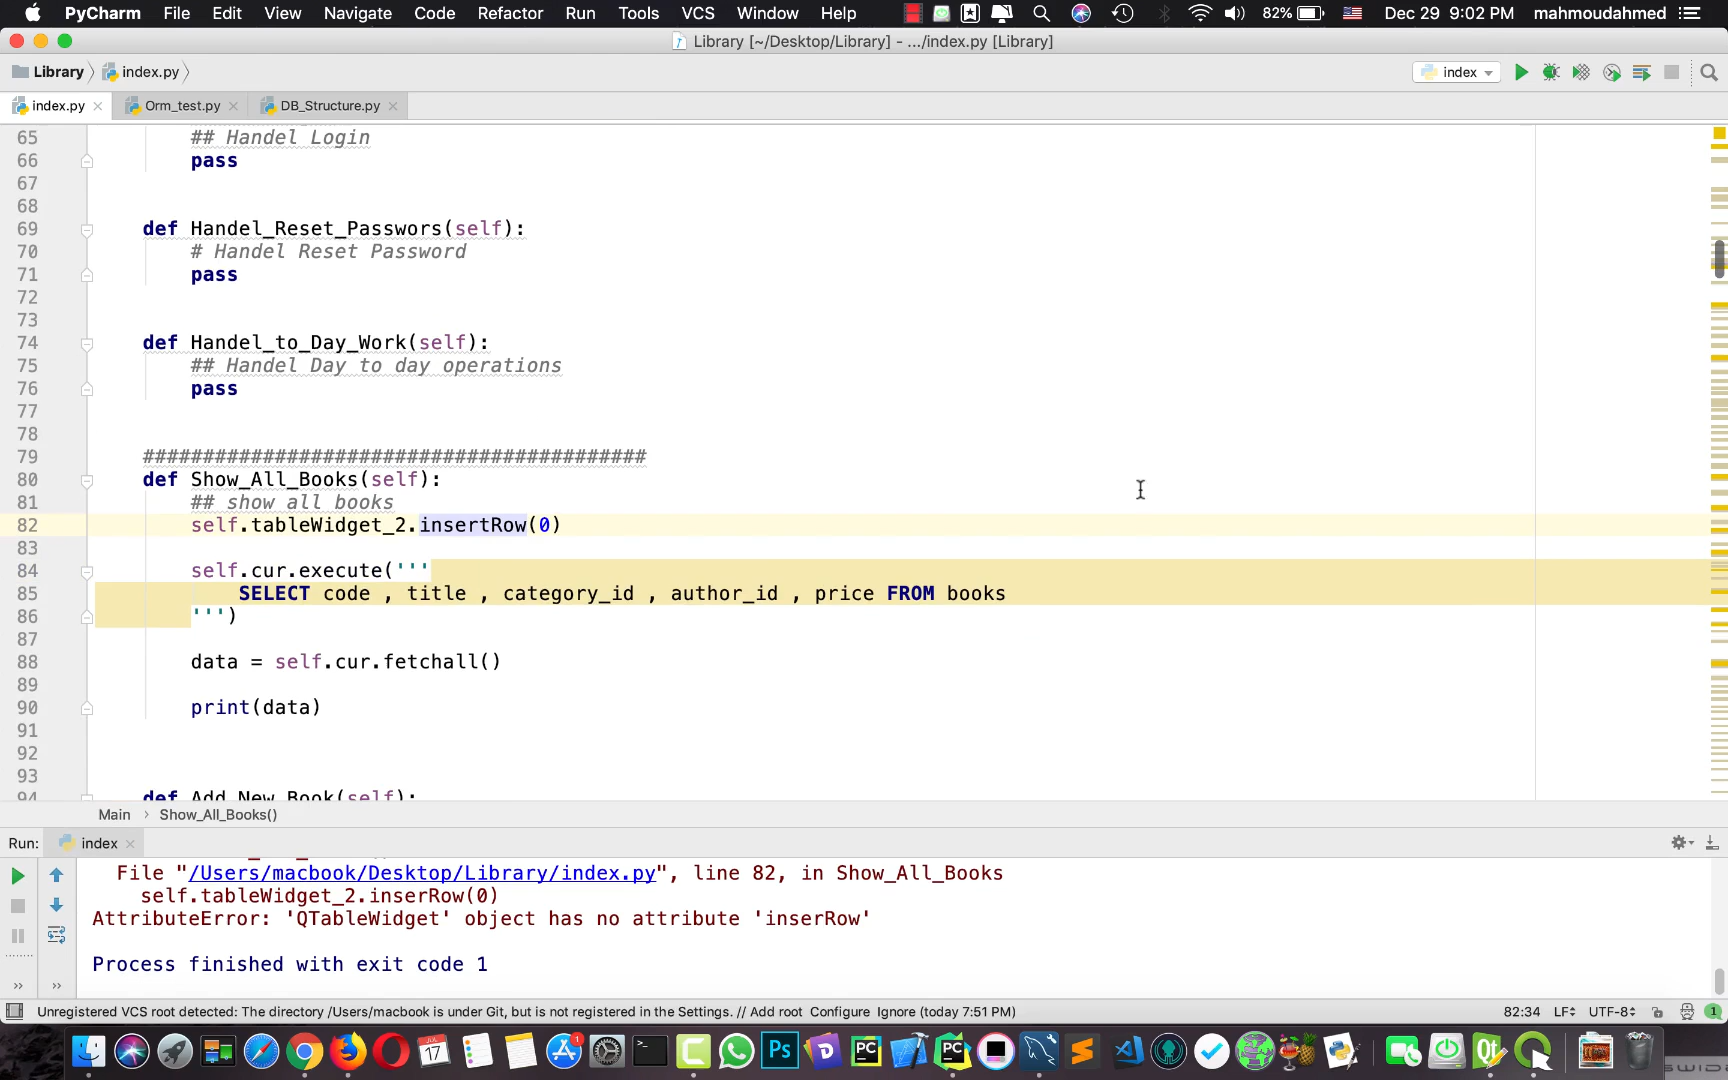 PyCharm File Edit View Navigate Code Refactor Run Tools VCS Window Help 82% Dec 29 9:02 PM mahmoudahmed
Library [~/Desktop/Library] - .../index.py [Library]
Library index.py index
index.py Orm_test.py DB_Structure.py
65 ## Handel Login
66 pass
67
68
69 def Handel_Reset_Passwors(self):
70 # Handel Reset Password
71 pass
72
73
74 def Handel_to_Day_Work(self):
75 ## Handel Day to day operations
76 pass
77
78
79 ##########################################
80 def Show_All_Books(self):
81 ## show all books
82 self.tableWidget_2.insertRow(0)
83
84 self.cur.execute('''
85 SELECT code , title , category_id , author_id , price FROM books
86 ''')
87
88 data = self.cur.fetchall()
89
90 print(data)
91
92
93
94 def Add_New_Book(self):
Main › Show_All_Books()
Run: index
File "/Users/macbook/Desktop/Library/index.py", line 82, in Show_All_Books
self.tableWidget_2.inserRow(0)
AttributeError: 'QTableWidget' object has no attribute 'inserRow'
Process finished with exit code 1
Unregistered VCS root detected: The directory /Users/macbook is under Git, but is not registered in the Settings. // Add root Configure Ignore (today 7:51 PM) 82:34 LF UTF-8 1
JUL 17 1 Ps PC PC Qt